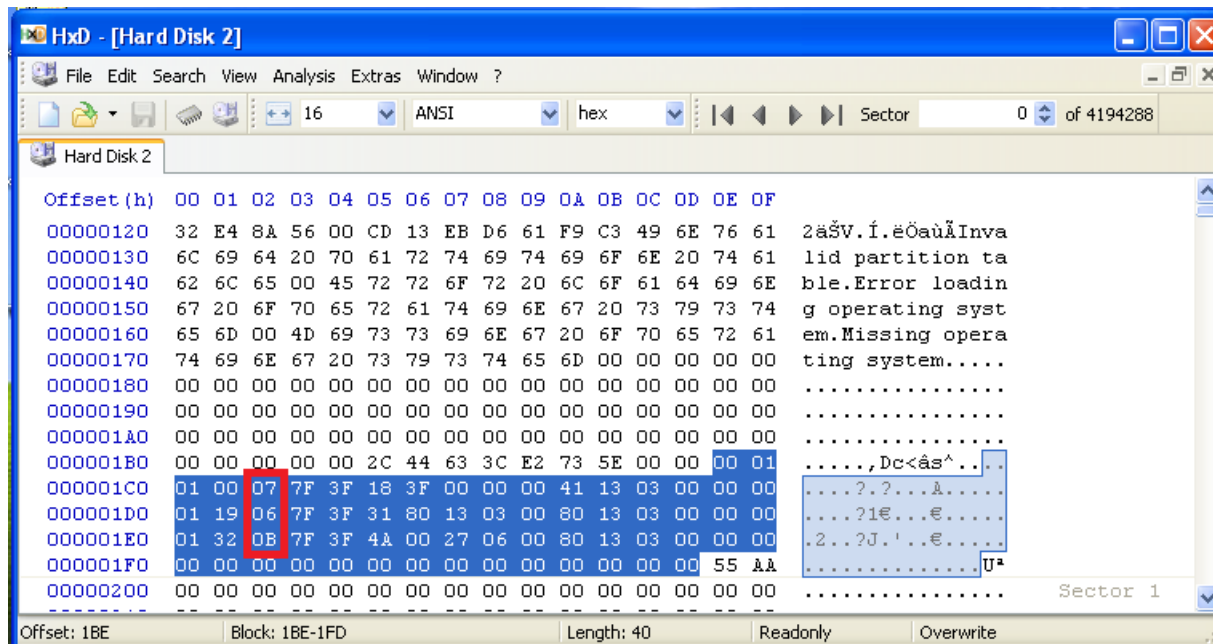 HxD - [Hard Disk 2]
File Edit Search View Analysis Extras Window ?
16 ANSI hex Sector 0 of 4194288
Hard Disk 2
Offset(h) 00 01 02 03 04 05 06 07 08 09 0A 0B 0C 0D 0E 0F
00000120 32 E4 8A 56 00 CD 13 EB D6 61 F9 C3 49 6E 76 61 2äŠV.Í.ëÖaùÃInva
00000130 6C 69 64 20 70 61 72 74 69 74 69 6F 6E 20 74 61 lid partition ta
00000140 62 6C 65 00 45 72 72 6F 72 20 6C 6F 61 64 69 6E ble.Error loadin
00000150 67 20 6F 70 65 72 61 74 69 6E 67 20 73 79 73 74 g operating syst
00000160 65 6D 00 4D 69 73 73 69 6E 67 20 6F 70 65 72 61 em.Missing opera
00000170 74 69 6E 67 20 73 79 73 74 65 6D 00 00 00 00 00 ting system.....
00000180 00 00 00 00 00 00 00 00 00 00 00 00 00 00 00 00 ................
00000190 00 00 00 00 00 00 00 00 00 00 00 00 00 00 00 00 ................
000001A0 00 00 00 00 00 00 00 00 00 00 00 00 00 00 00 00 ................
000001B0 00 00 00 00 00 2C 44 63 3C E2 73 5E 00 00 00 01 .....,Dc<âs^....
000001C0 01 00 07 7F 3F 18 3F 00 00 00 41 13 03 00 00 00 ....?.?...A.....
000001D0 01 19 06 7F 3F 31 80 13 03 00 80 13 03 00 00 00 ....?1€...€.....
000001E0 01 32 0B 7F 3F 4A 00 27 06 00 80 13 03 00 00 00 .2..?J.'..€.....
000001F0 00 00 00 00 00 00 00 00 00 00 00 00 00 00 55 AA ..............Uª
00000200 00 00 00 00 00 00 00 00 00 00 00 00 00 00 00 00 ................ Sector 1
Offset: 1BE Block: 1BE-1FD Length: 40 Readonly Overwrite